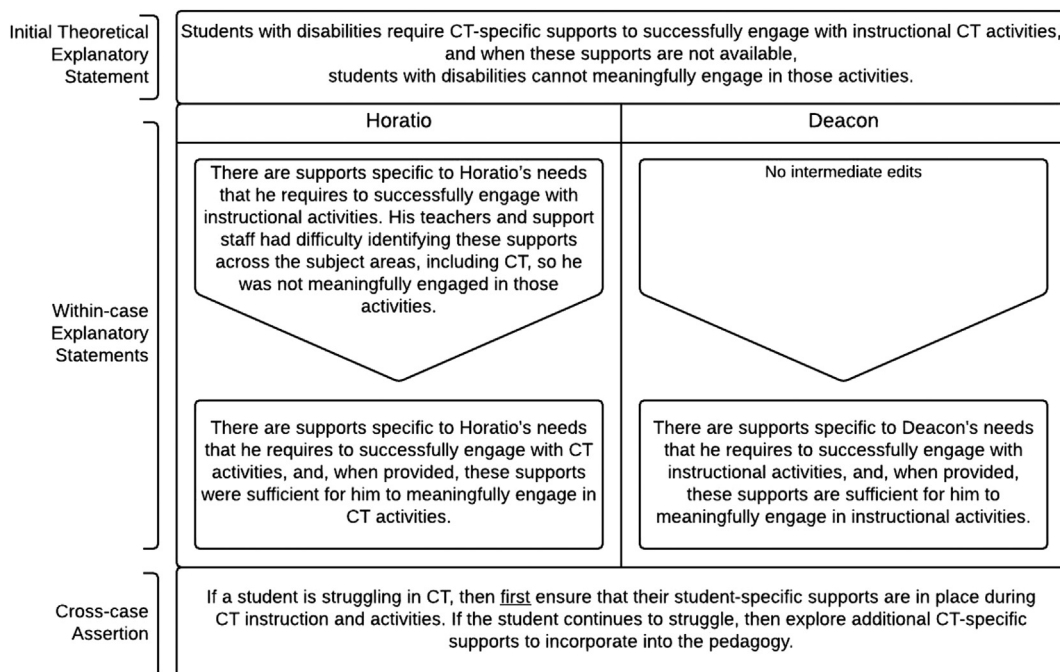 Initial Theoretical
Explanatory
Statement
Students with disabilities require CT-specific supports to successfully engage with instructional CT activities,
and when these supports are not available,
students with disabilities cannot meaningfully engage in those activities.
Within-case
Explanatory
Statements
Horatio
There are supports specific to Horatio's needs
that he requires to successfully engage with
instructional activities. His teachers and support
staff had difficulty identifying these supports
across the subject areas, including CT, so he
was not meaningfully engaged in those
activities.
There are supports specific to Horatio's needs
that he requires to successfully engage with CT
activities, and, when provided, these supports
were sufficient for him to meaningfully engage in
CT activities.
Deacon
No intermediate edits
There are supports specific to Deacon's needs
that he requires to successfully engage with
instructional activities, and, when provided,
these supports are sufficient for him to
meaningfully engage in instructional activities.
Cross-case
Assertion
If a student is struggling in CT, then first ensure that their student-specific supports are in place during
CT instruction and activities. If the student continues to struggle, then explore additional CT-specific
supports to incorporate into the pedagogy.